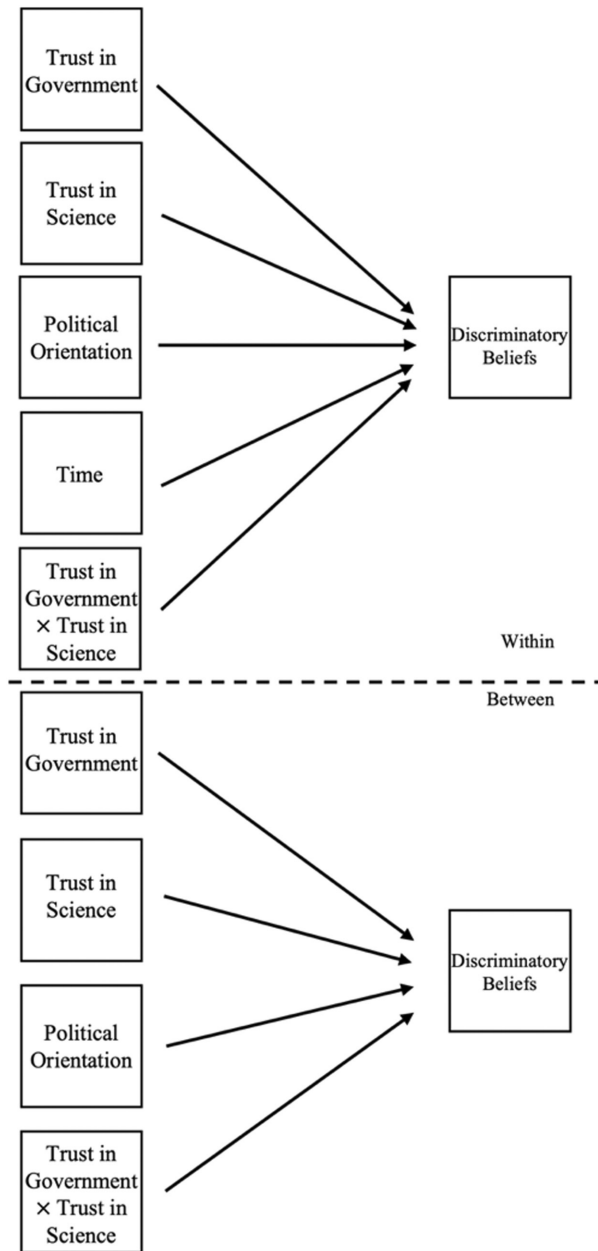 Trust in
Government
Trust in
Science
Political
Orientation
Discriminatory
Beliefs
Time
Trust in
Government
× Trust in
Science
Within
Between
Trust in
Government
Trust in
Science
Discriminatory
Beliefs
Political
Orientation
Trust in
Government
× Trust in
Science